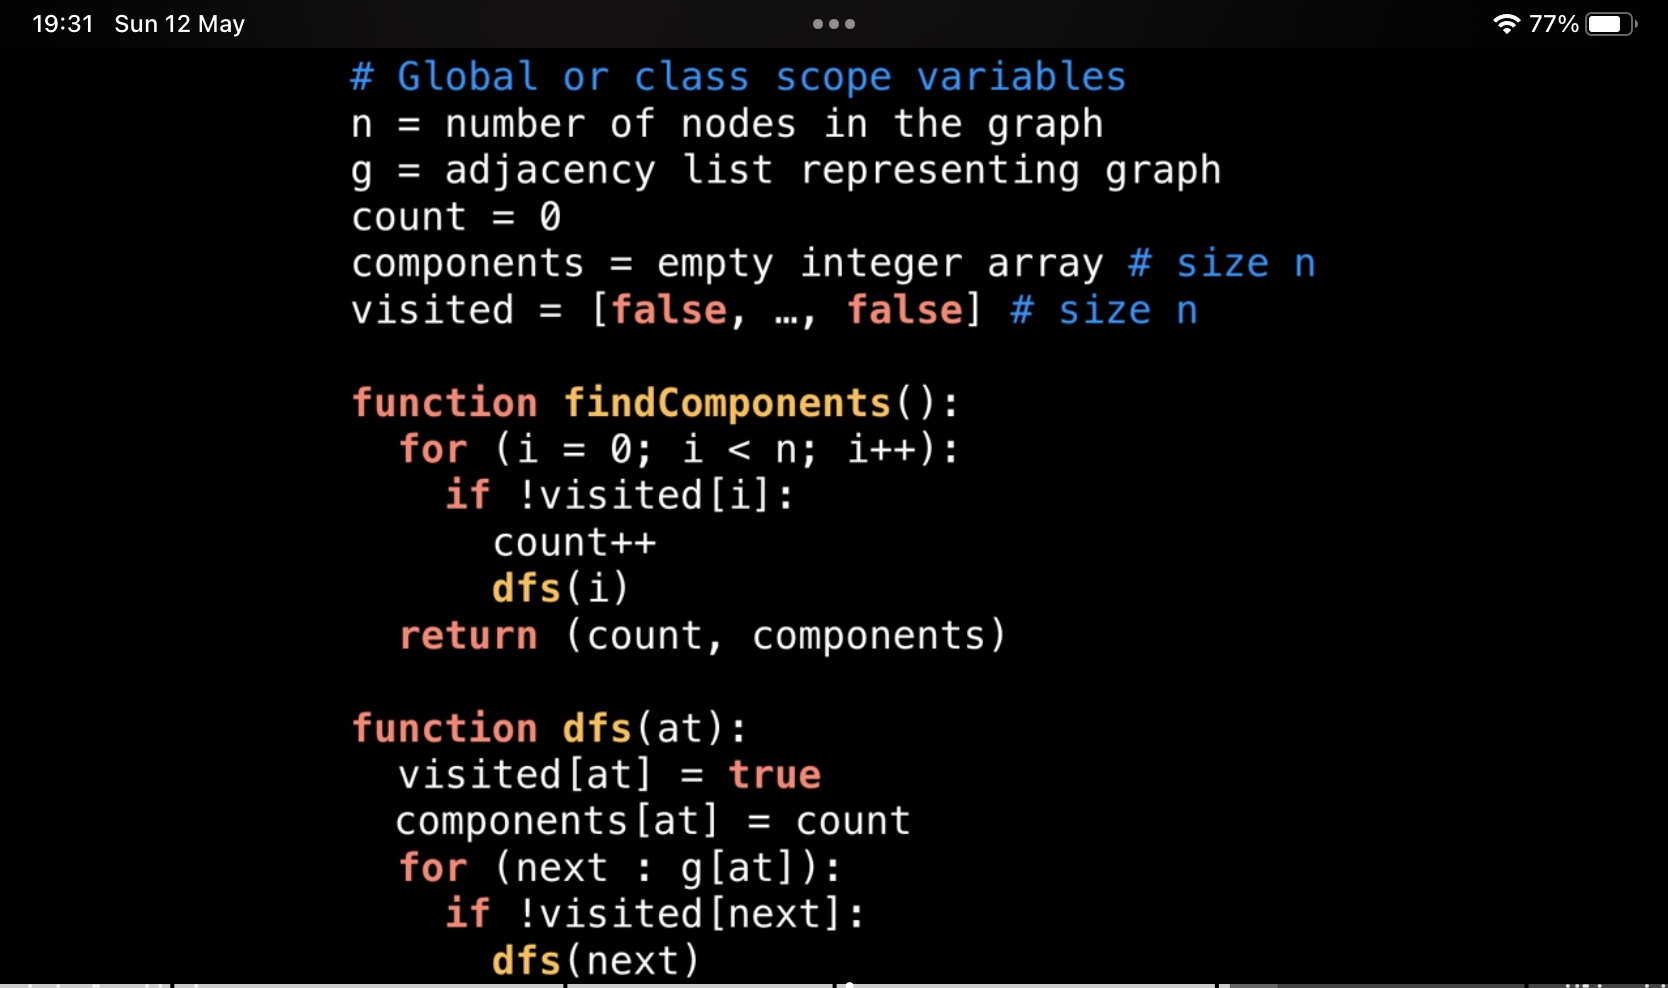 19:31 Sun 12 May
77%
# Global or class scope variables
n = number of nodes in the graph
g = adjacency list representing graph
count = 0
components = empty integer array # size n
visited = [false, …, false] # size n
function findComponents():
for (i = 0; i < n; i++):
if !visited[i]:
count++
dfs(i)
return (count, components)
function dfs(at):
visited[at] = true
components[at] = count
for (next : g[at]):
if !visited[next]:
dfs(next)